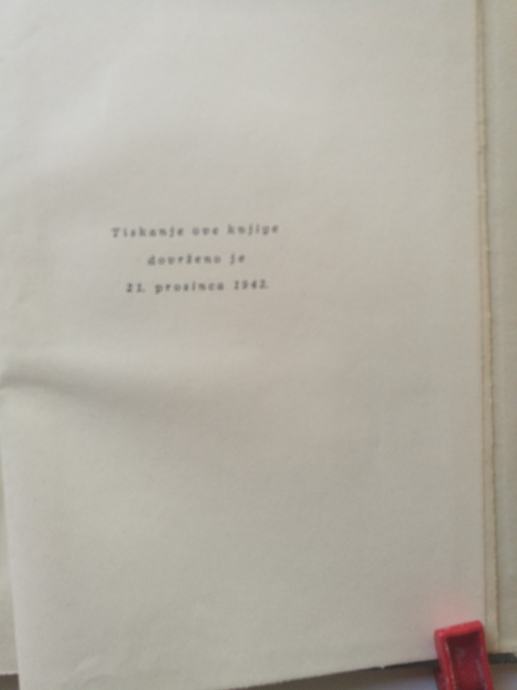 Tiskanje ove knjige
dovršeno je
21. prosinca 1942.